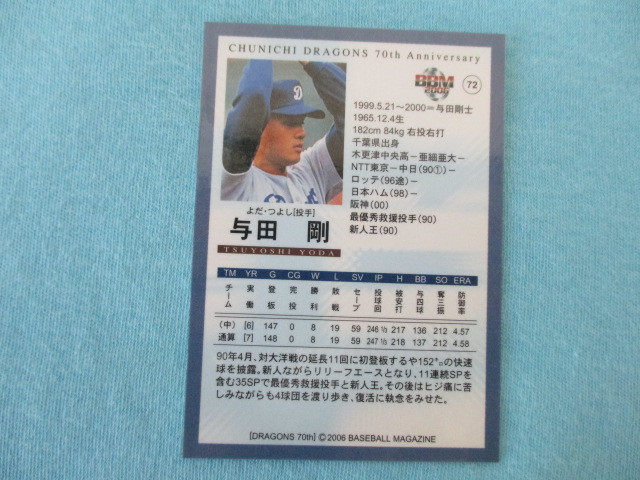 CHUNICHI DRAGONS 70th Anniversary
BBM
2006
72
D
1999.5.21～2000＝与田剛士
1965.12.4生
182cm 84kg 右投右打
千葉県出身
木更津中央高－亜細亜大－
NTT東京－中日(90①)－
ロッテ(96途)－
日本ハム(98)－
阪神(00)
最優秀救援投手(90)
新人王(90)
よだ・つよし[投手]
与田 剛
TSUYOSHI YODA
TM YR G CG W L SV IP H BB SO ERA
チーム 実働 登板 完投 勝利 敗戦 セーブ 投球回 被安打 与四球 奪三振 防御率
(中) [6] 147 0 8 19 59 246 1/3 217 136 212 4.57
通算 [7] 148 0 8 19 59 247 1/3 218 137 212 4.58
90年4月、対大洋戦の延長11回に初登板するや152㌔の快速
球を披露。新人ながらリリーフエースとなり、11連続SP
を含む35SPで最優秀救援投手と新人王。その後はヒジ痛に苦
しみながらも4球団を渡り歩き、復活に執念をみせた。
[DRAGONS 70th] © 2006 BASEBALL MAGAZINE